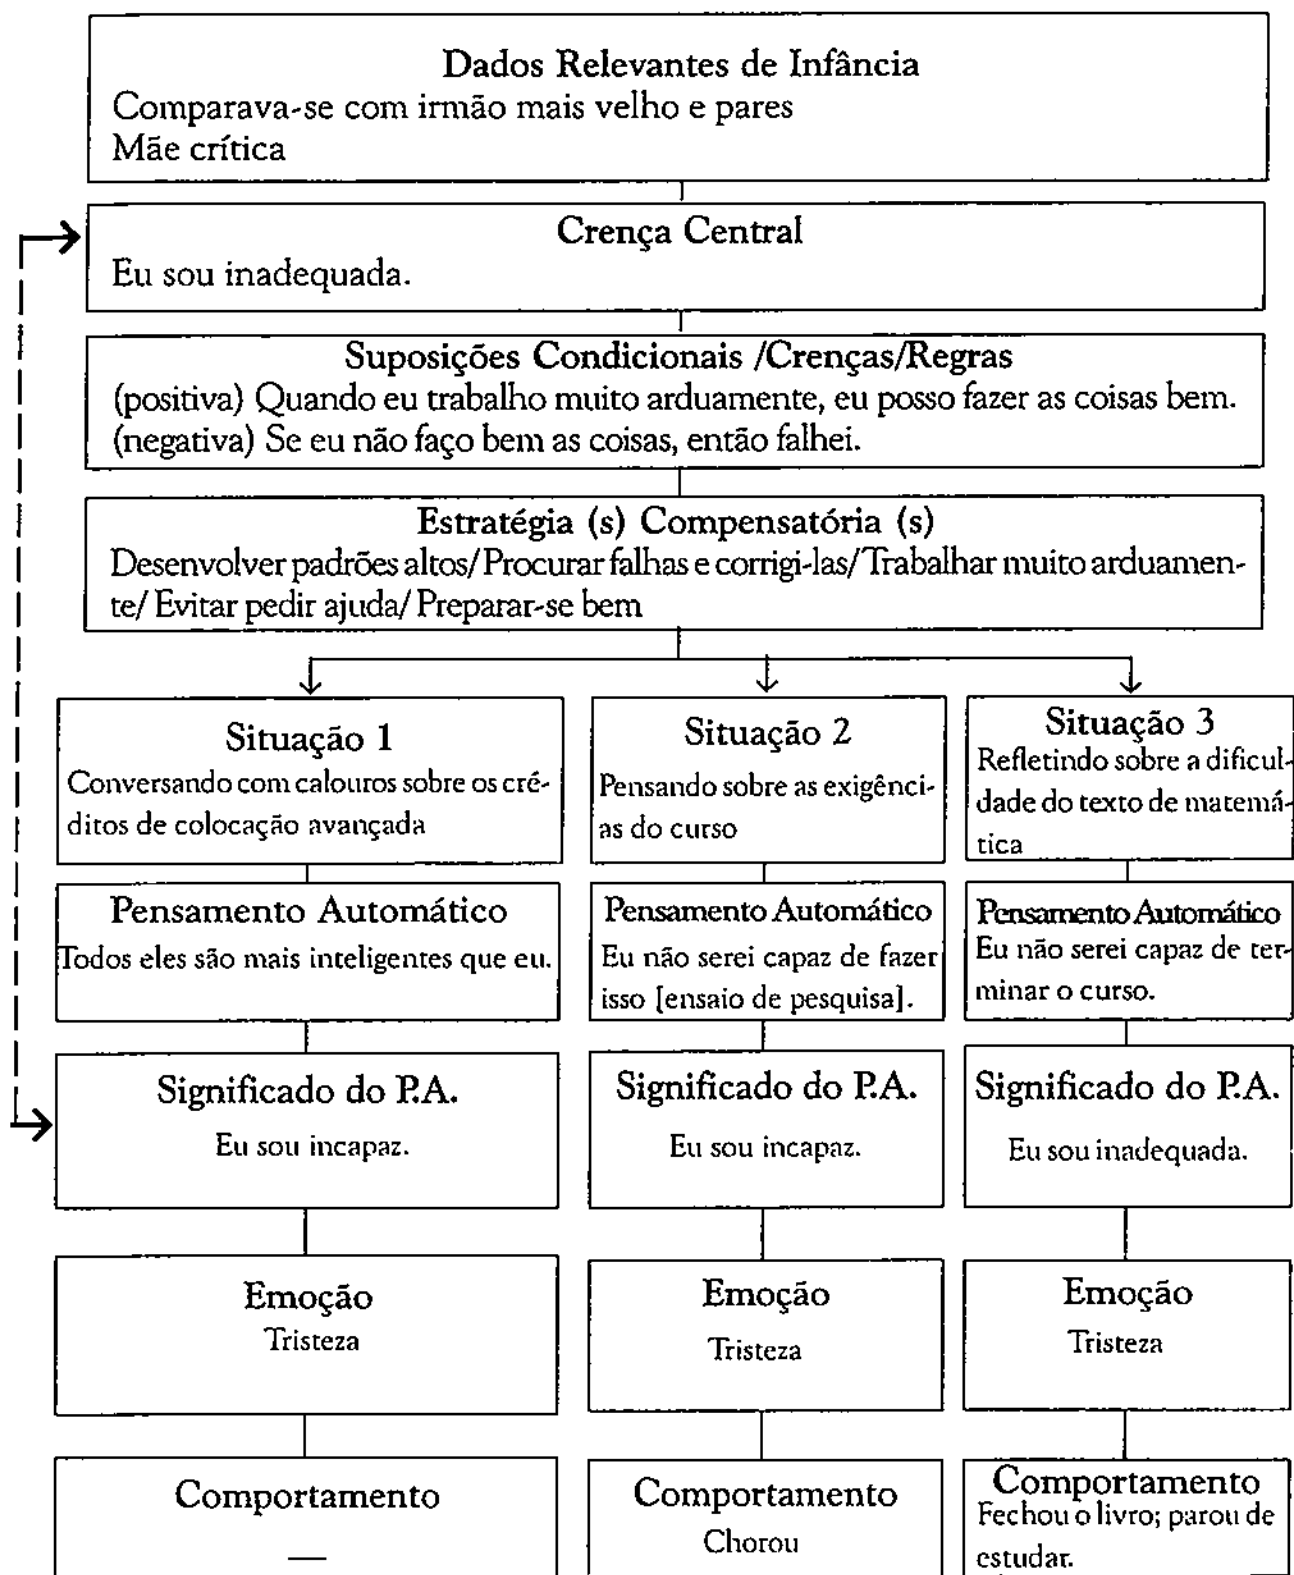 Dados Relevantes de Infância
Comparava-se com irmão mais velho e pares
Mãe crítica
Crença Central
Eu sou inadequada.
Suposições Condicionais /Crenças/Regras
(positiva) Quando eu trabalho muito arduamente, eu posso fazer as coisas bem.
(negativa) Se eu não faço bem as coisas, então falhei.
Estratégia (s) Compensatória (s)
Desenvolver padrões altos/Procurar falhas e corrigi-las/Trabalhar muito arduamen-
te/ Evitar pedir ajuda/ Preparar-se bem
Situação 1
Conversando com calouros sobre os cré-
ditos de colocação avançada
Pensamento Automático
Todos eles são mais inteligentes que eu.
Significado do P.A.
Eu sou incapaz.
Emoção
Tristeza
Comportamento
—
Situação 2
Pensando sobre as exigênci-
as do curso
Pensamento Automático
Eu não serei capaz de fazer
isso [ensaio de pesquisa].
Significado do P.A.
Eu sou incapaz.
Emoção
Tristeza
Comportamento
Chorou
Situação 3
Refletindo sobre a dificul-
dade do texto de matemá-
tica
Pensamento Automático
Eu não serei capaz de ter-
minar o curso.
Significado do P.A.
Eu sou inadequada.
Emoção
Tristeza
Comportamento
Fechou o livro; parou de
estudar.